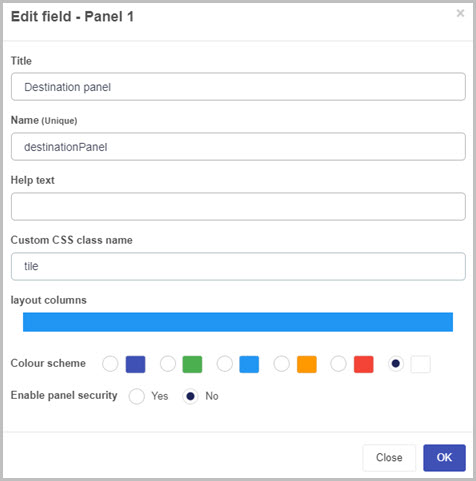 Edit field - Panel 1
×
Title
Destination panel
Name (Unique)
destinationPanel
Help text
Custom CSS class name
tile
layout columns
Colour scheme
Enable panel security Yes No
Close OK